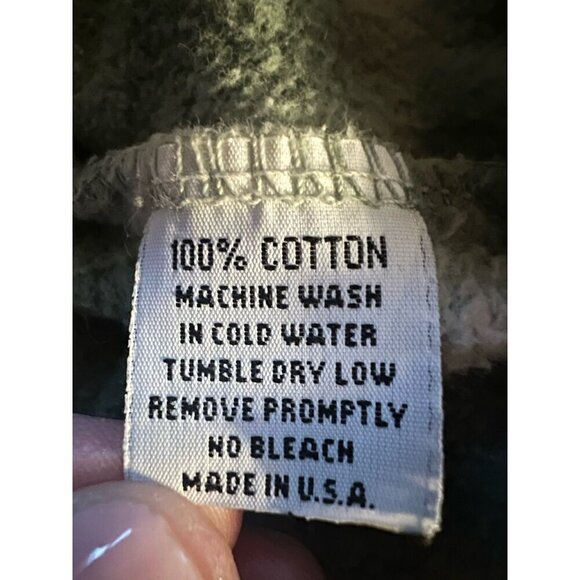 100% COTTON
MACHINE WASH
IN COLD WATER
TUMBLE DRY LOW
REMOVE PROMPTLY
NO BLEACH
MADE IN U.S.A.